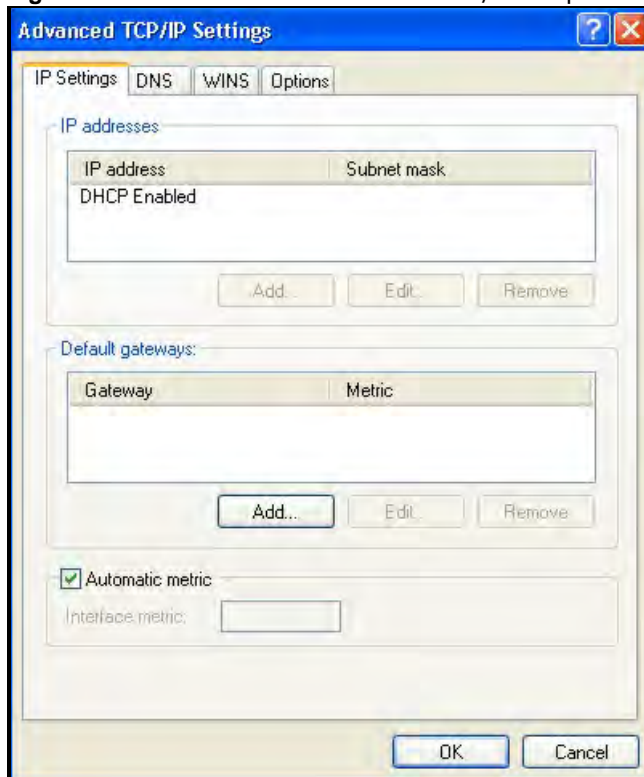 Advanced TCP/IP Settings
IP Settings DNS WINS Options
IP addresses
IP address Subnet mask
DHCP Enabled
Add... Edit... Remove
Default gateways:
Gateway Metric
Add... Edit... Remove
Automatic metric
Interface metric:
OK Cancel